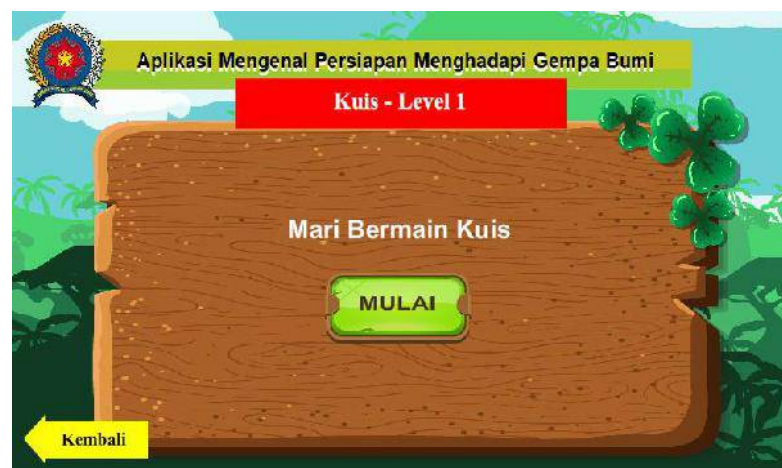 Aplikasi Mengenal Persiapan Menghadapi Gempa Bumi
Kuis - Level 1
Mari Bermain Kuis
MULAI
Kembali